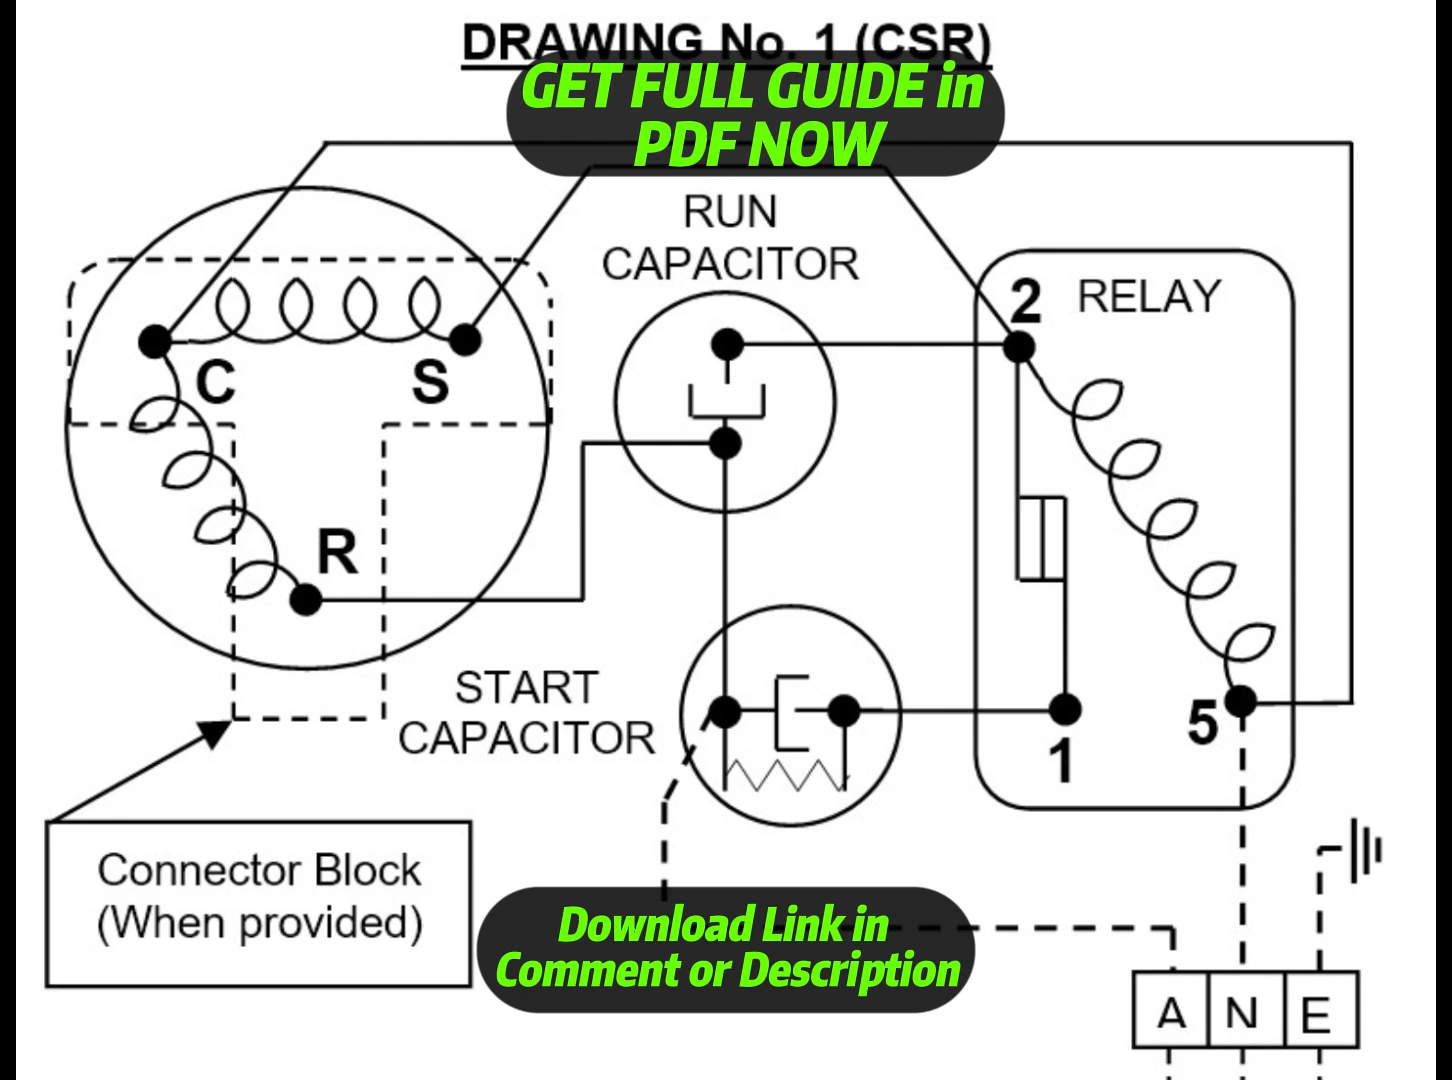 DRAWING No. 1 (CSR)
GET FULL GUIDE in
PDF NOW
RUN
CAPACITOR
2
RELAY
C
S
R
START
CAPACITOR
1
5
Connector Block
(When provided)
Download Link in
Comment or Description
A N E